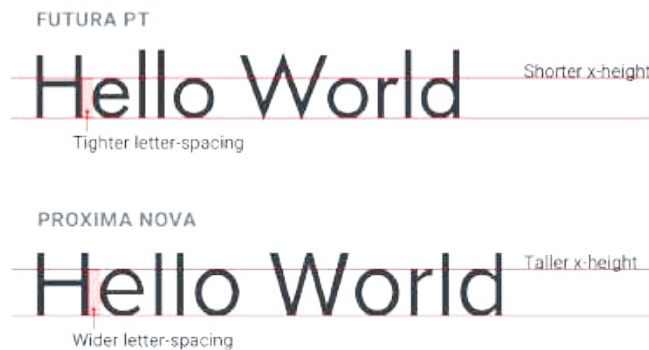 FUTURA PT
Hello World
Shorter x-height
Tighter letter-spacing
PROXIMA NOVA
Hello World
Taller x-height
Wider letter-spacing